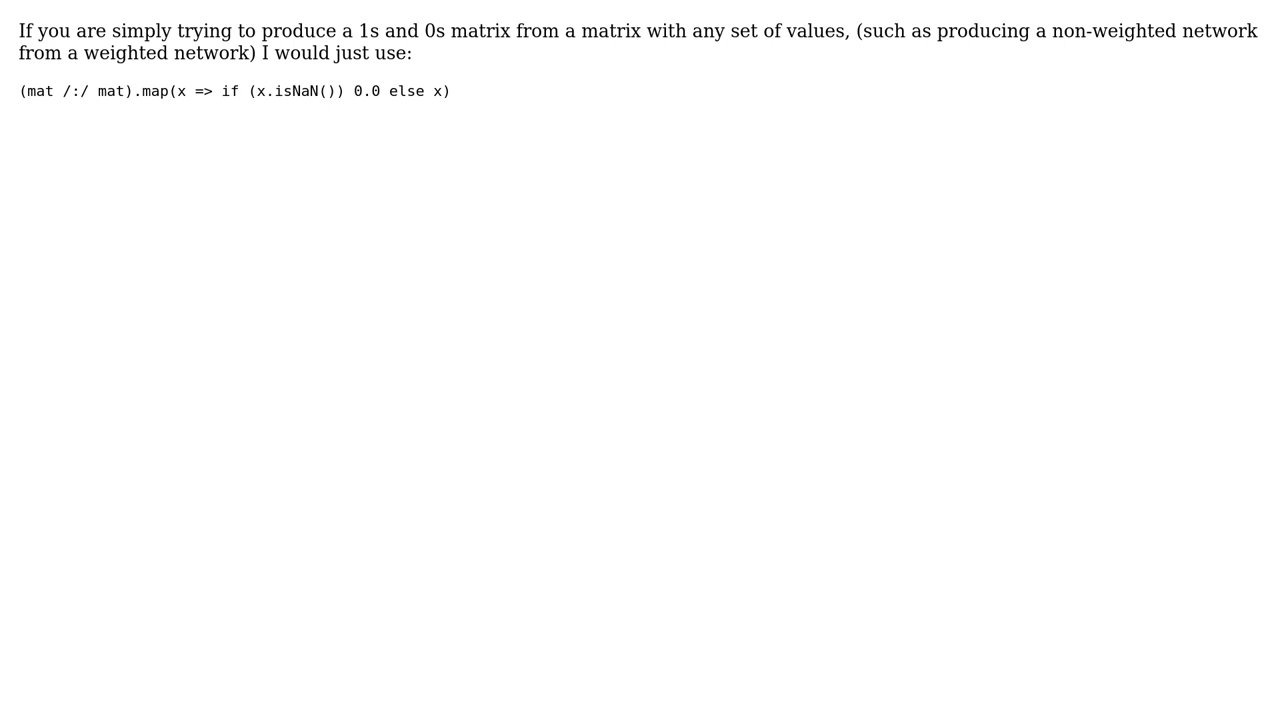 If you are simply trying to produce a 1s and 0s matrix from a matrix with any set of values, (such as producing a non-weighted network
from a weighted network) I would just use:
(mat /:/ mat).map(x => if (x.isNaN()) 0.0 else x)